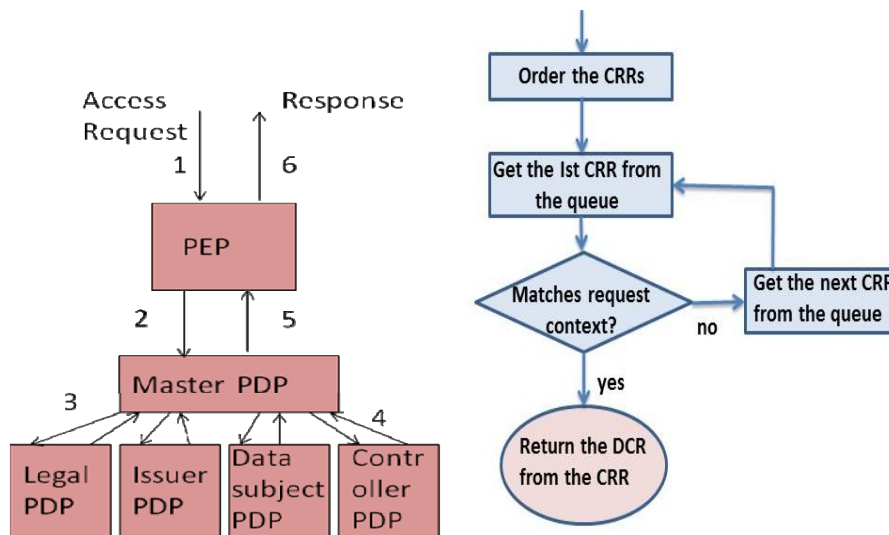 Access
Request
Response
1
6
PEP
2
5
Master PDP
3
4
Legal
PDP
Issuer
PDP
Data
subject
PDP
Contr
oller
PDP
Order the CRRs
Get the Ist CRR from
the queue
Matches request
context?
no
Get the next CRR
from the queue
yes
Return the DCR
from the CRR